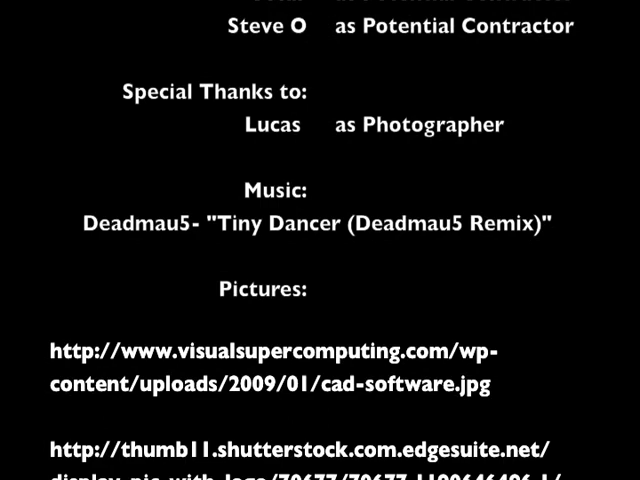 Steve O as Potential Contractor
Special Thanks to:
Lucas as Photographer
Music:
Deadmau5- "Tiny Dancer (Deadmau5 Remix)"
Pictures:
http://www.visualsupercomputing.com/wp-
content/uploads/2009/01/cad-software.jpg
http://thumb11.shutterstock.com.edgesuite.net/